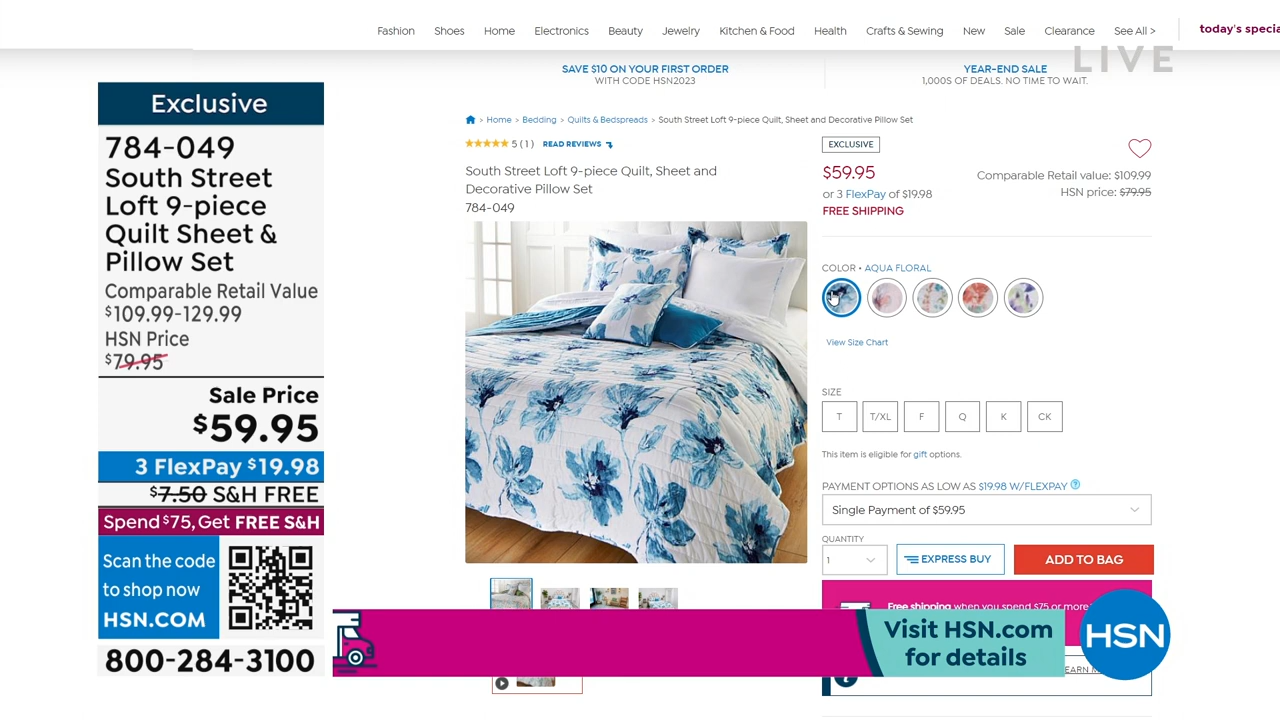 Fashion Shoes Home Electronics Beauty Jewelry Kitchen & Food Health Crafts & Sewing New Sale Clearance See All >
today's specia
LIVE
SAVE $10 ON YOUR FIRST ORDER
WITH CODE HSN2023
YEAR-END SALE
1,000S OF DEALS. NO TIME TO WAIT.
Exclusive
784-049
South Street
Loft 9-piece
Quilt Sheet &
Pillow Set
Comparable Retail Value
$109.99-129.99
HSN Price
$79.95
Sale Price
$59.95
3 FlexPay $19.98
$7.50 S&H FREE
Spend $75, Get FREE S&H
Scan the code
to shop now
HSN.COM
800-284-3100
> Home > Bedding > Quilts & Bedspreads > South Street Loft 9-piece Quilt, Sheet and Decorative Pillow Set
5 (1) READ REVIEWS
South Street Loft 9-piece Quilt, Sheet and
Decorative Pillow Set
784-049
EXCLUSIVE
$59.95
or 3 FlexPay of $19.98
FREE SHIPPING
Comparable Retail value: $109.99
HSN price: $79.95
COLOR • AQUA FLORAL
View Size Chart
SIZE
T T/XL F Q K CK
This item is eligible for gift options.
PAYMENT OPTIONS AS LOW AS $19.98 W/FLEXPAY ?
Single Payment of $59.95
QUANTITY
1
EXPRESS BUY
ADD TO BAG
Free shipping when you spend $75 or more
Visit HSN.com
for details
HSN